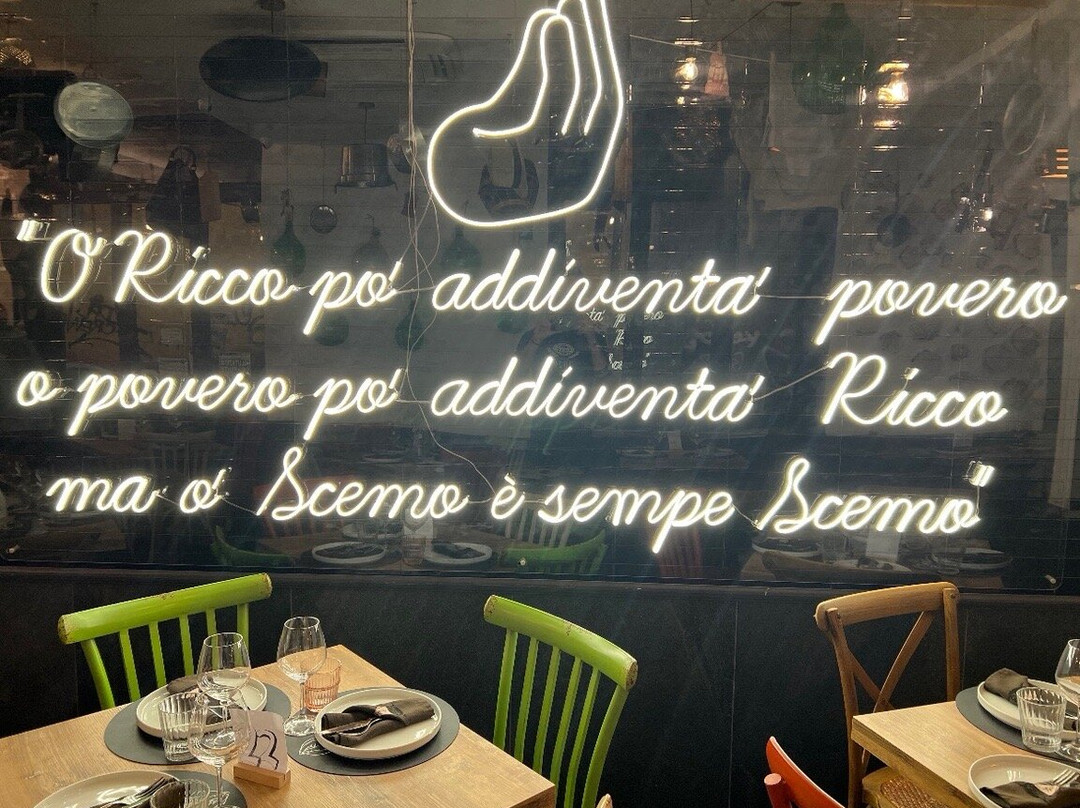 "O' Ricco po' addiventa' povero
o povero po' addiventa' Ricco
ma o' Scemo è sempe Scemo"